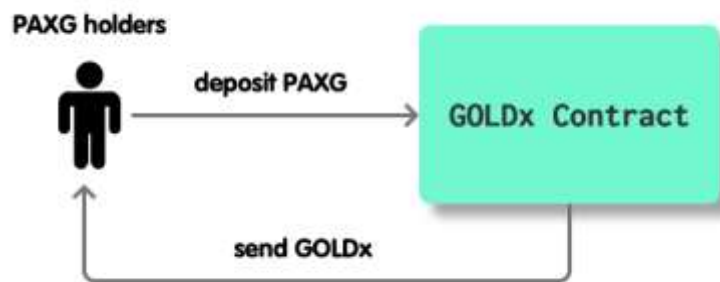 PAXG holders
deposit PAXG
GOLDx Contract
send GOLDx